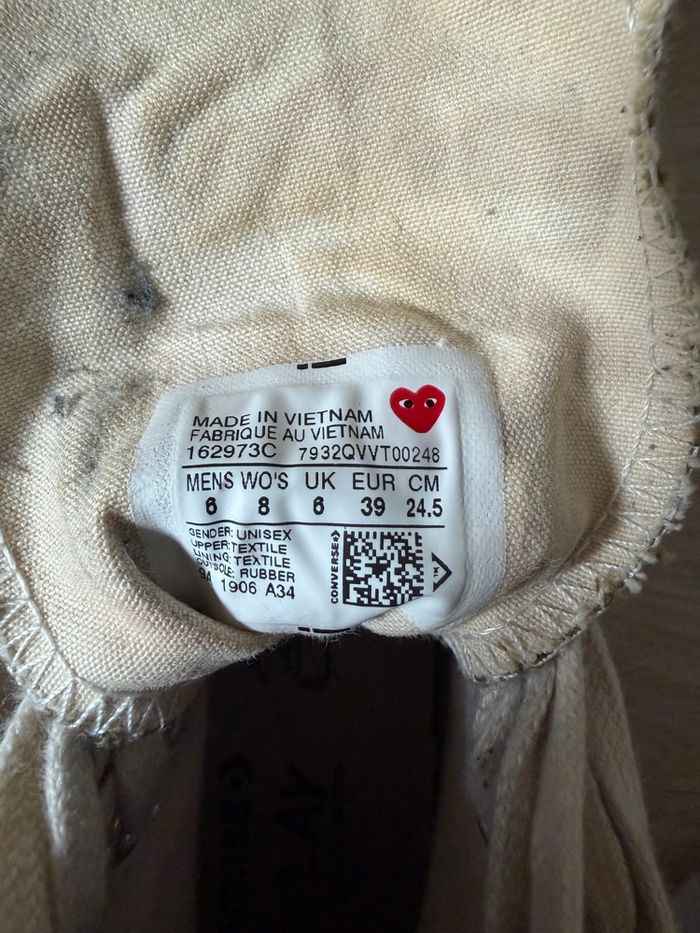 MADE IN VIETNAM
FABRIQUE AU VIETNAM
162973C 7932QVVT00248
MENS WO'S UK EUR CM
6 8 6 39 24.5
GENDER: UNISEX
UPPER: TEXTILE
LINING: TEXTILE
OUTSOLE: RUBBER
1906 A34
CONVERSE
TM